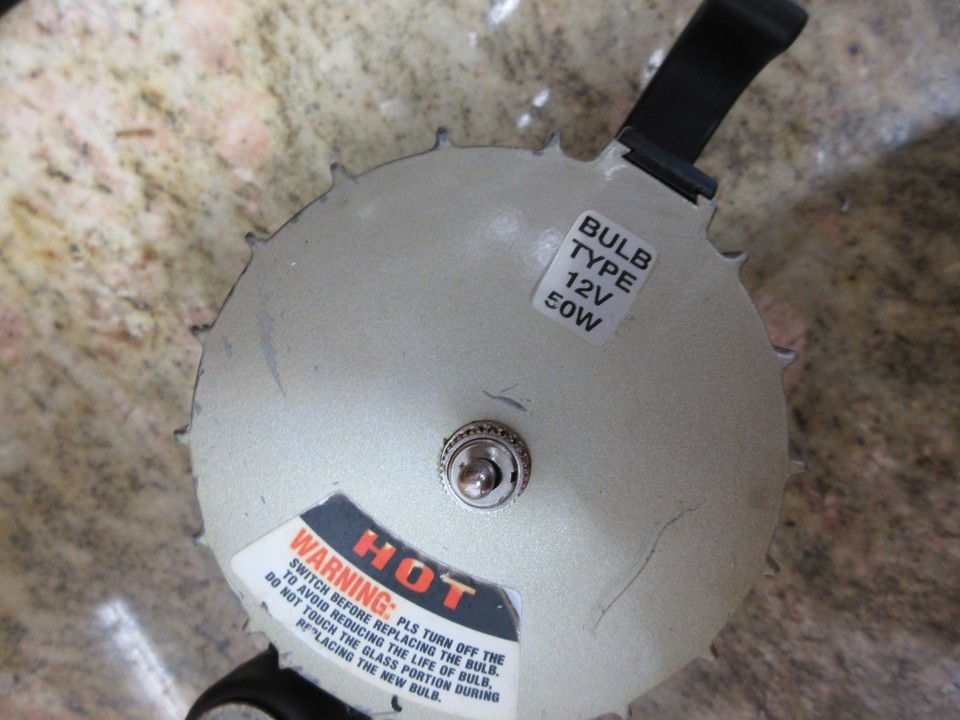 BULB
TYPE
12V
50W
HOT
WARNING: PLS TURN OFF THE
SWITCH BEFORE REPLACING THE BULB.
TO AVOID REDUCING THE LIFE OF BULB,
DO NOT TOUCH THE GLASS PORTION DURING
REPLACING THE NEW BULB.